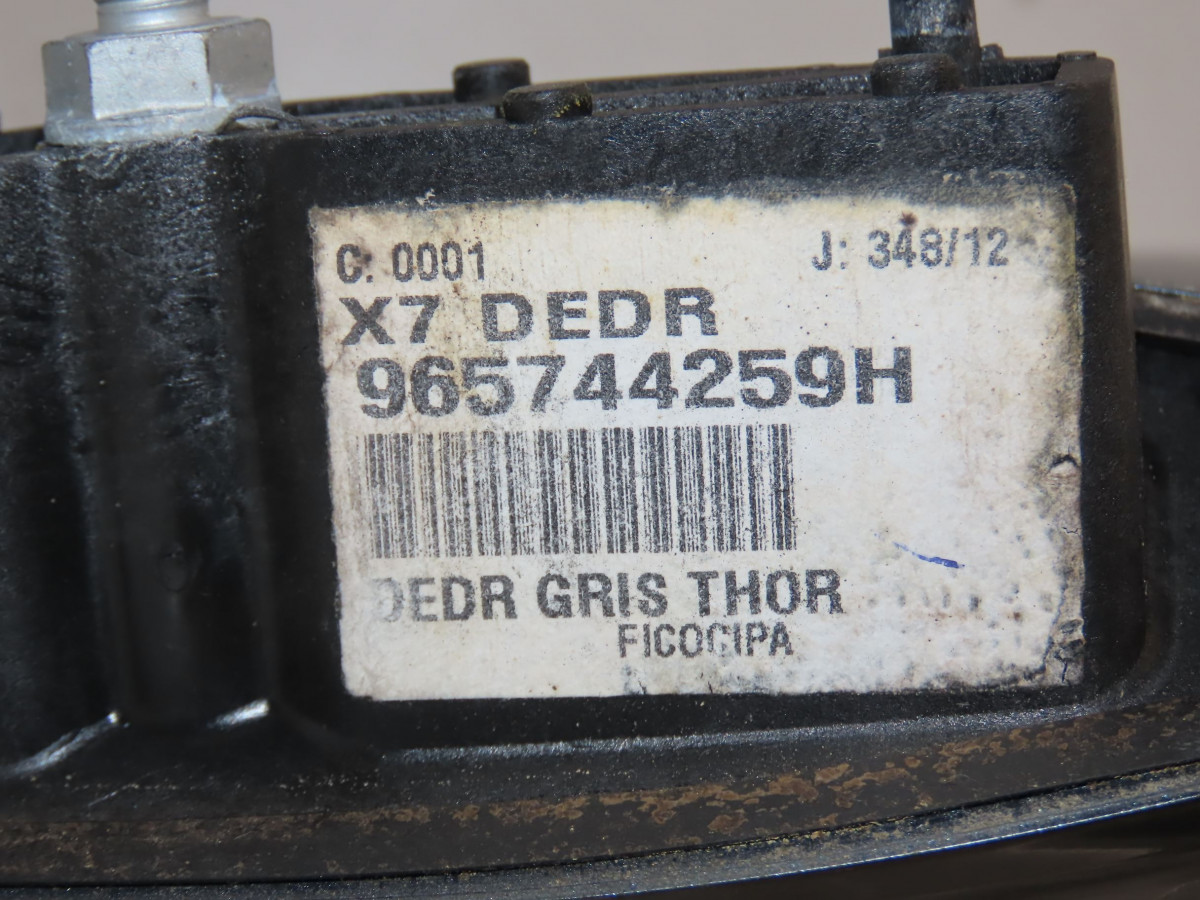 C: 0001 J: 348/12
X7 DEDR
965744259H
DEDR GRIS THOR
FICOCIPA